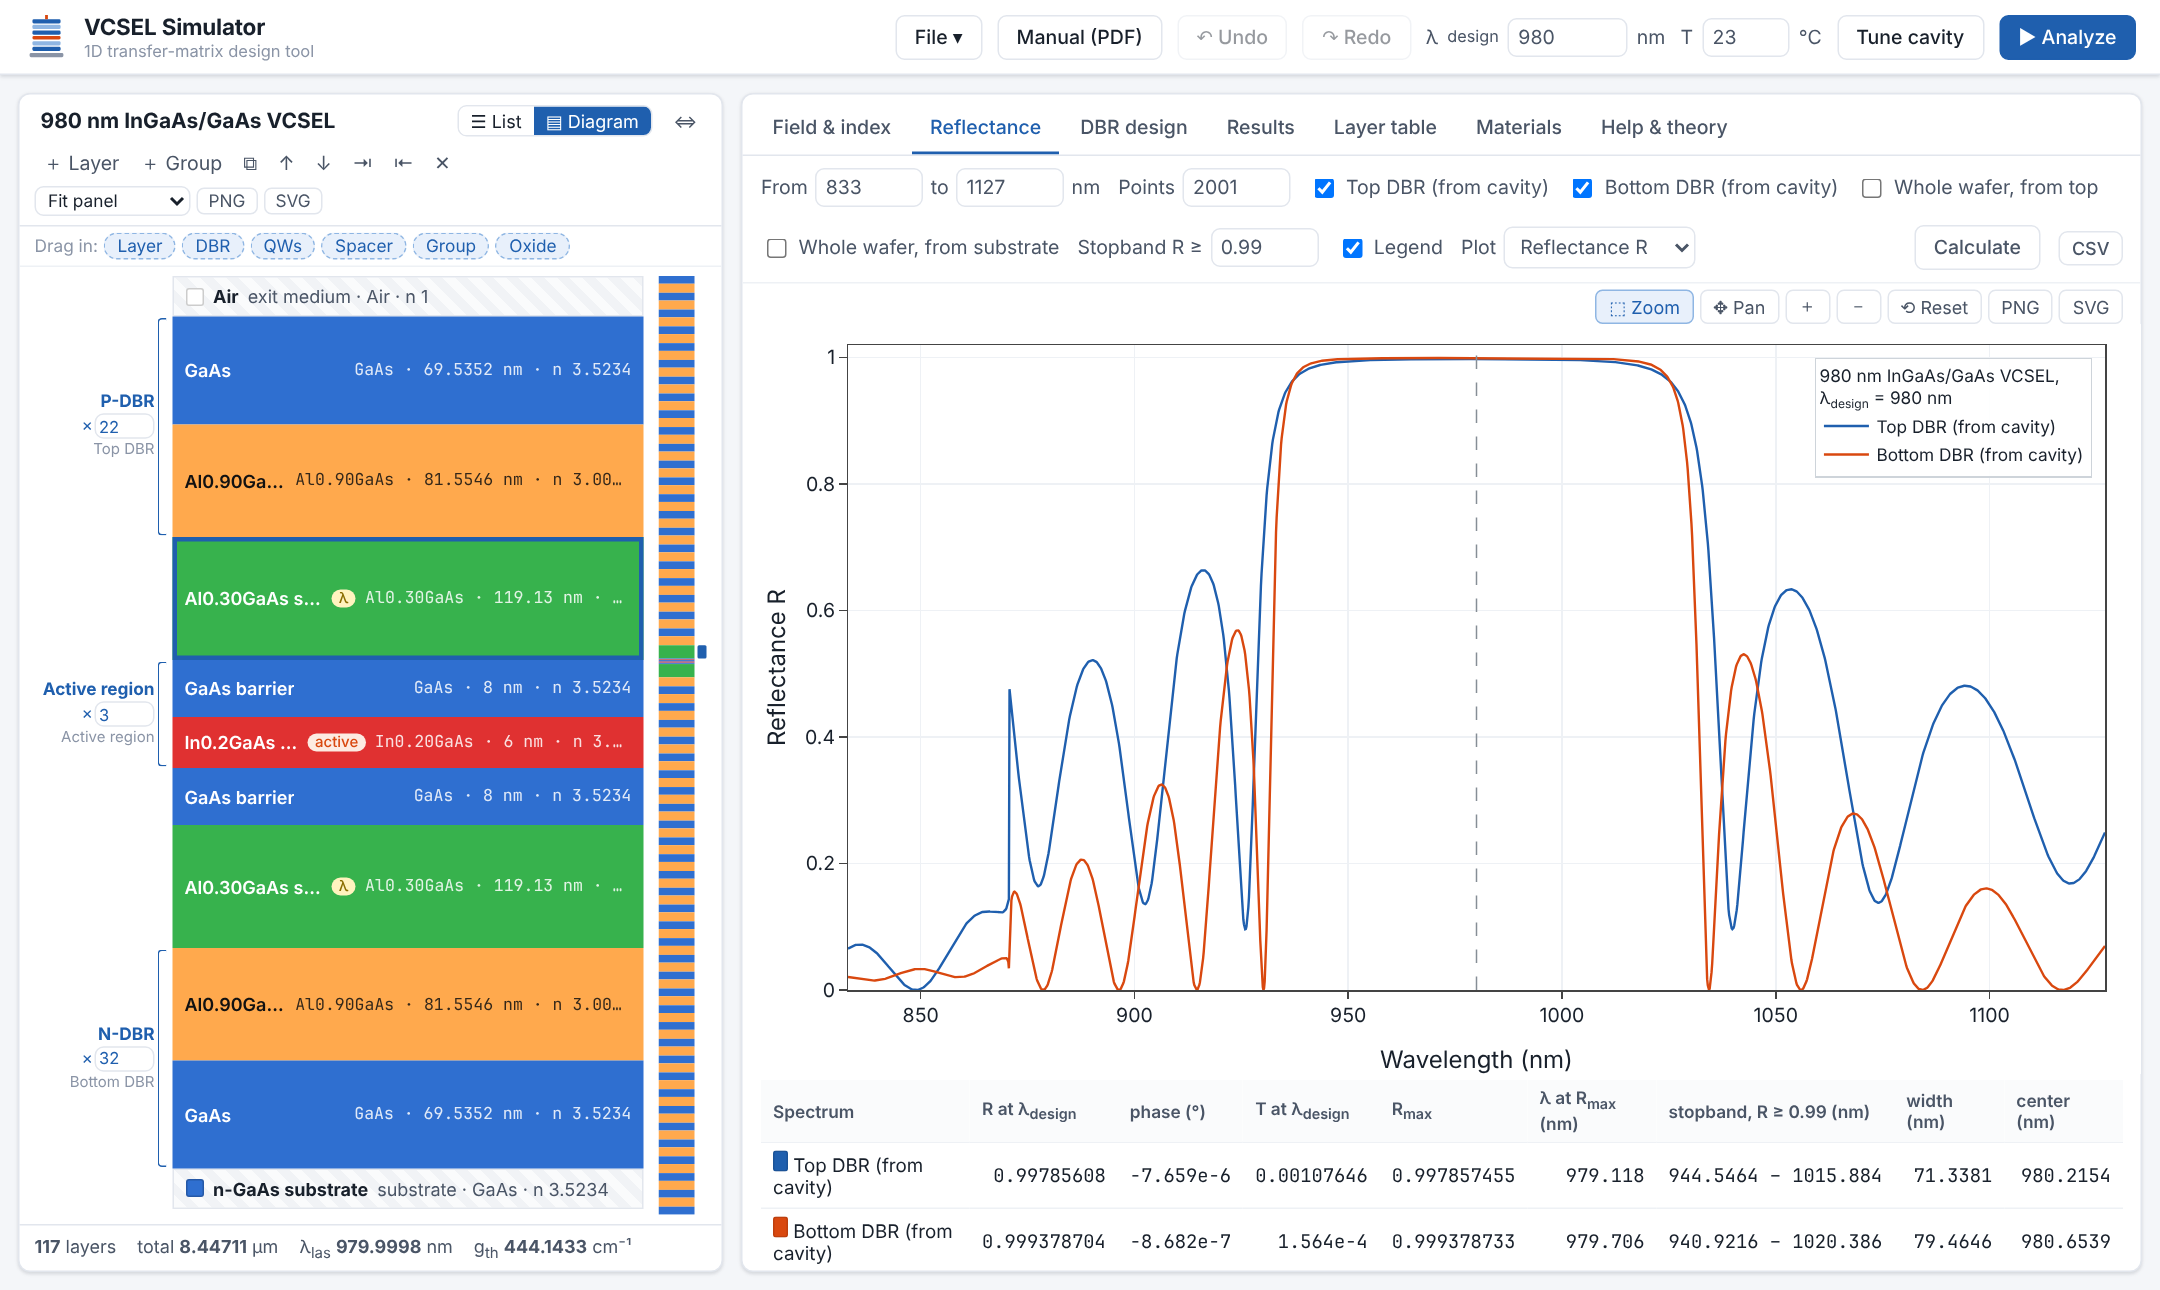 VCSEL Simulator
1D transfer-matrix design tool
File ▾ Manual (PDF) ↶ Undo ↷ Redo λ design 980 nm T 23 °C Tune cavity ▶ Analyze
980 nm InGaAs/GaAs VCSEL ☰ List ▤ Diagram ⇔
+ Layer + Group ⧉ ↑ ↓ ⇥ ⇤ ✕
Fit panel PNG SVG
Drag in: Layer DBR QWs Spacer Group Oxide
Air exit medium · Air · n 1
GaAs GaAs · 69.5352 nm · n 3.5234
P-DBR
× 22
Top DBR
Al0.90Ga... Al0.90GaAs · 81.5546 nm · n 3.00…
Al0.30GaAs s... λ Al0.30GaAs · 119.13 nm · …
Active region
× 3
Active region
GaAs barrier GaAs · 8 nm · n 3.5234
In0.2GaAs ... active In0.20GaAs · 6 nm · n 3.…
GaAs barrier GaAs · 8 nm · n 3.5234
Al0.30GaAs s... λ Al0.30GaAs · 119.13 nm · …
Al0.90Ga... Al0.90GaAs · 81.5546 nm · n 3.00…
N-DBR
× 32
Bottom DBR
GaAs GaAs · 69.5352 nm · n 3.5234
n-GaAs substrate substrate · GaAs · n 3.5234
117 layers total 8.44711 µm λlas 979.9998 nm gth 444.1433 cm⁻¹
Field & index Reflectance DBR design Results Layer table Materials Help & theory
From 833 to 1127 nm Points 2001 Top DBR (from cavity) Bottom DBR (from cavity) Whole wafer, from top
Whole wafer, from substrate Stopband R ≥ 0.99 Legend Plot Reflectance R Calculate CSV
Zoom ✥ Pan + − ⟲ Reset PNG SVG
Reflectance R
1
0.8
0.6
0.4
0.2
0
850 900 950 1000 1050 1100
Wavelength (nm)
980 nm InGaAs/GaAs VCSEL,
λdesign = 980 nm
Top DBR (from cavity)
Bottom DBR (from cavity)
Spectrum R at λdesign phase (°) T at λdesign Rmax λ at Rmax (nm) stopband, R ≥ 0.99 (nm) width (nm) center (nm)
Top DBR (from cavity) 0.99785608 -7.659e-6 0.00107646 0.997857455 979.118 944.5464 – 1015.884 71.3381 980.2154
Bottom DBR (from cavity) 0.999378704 -8.682e-7 1.564e-4 0.999378733 979.706 940.9216 – 1020.386 79.4646 980.6539